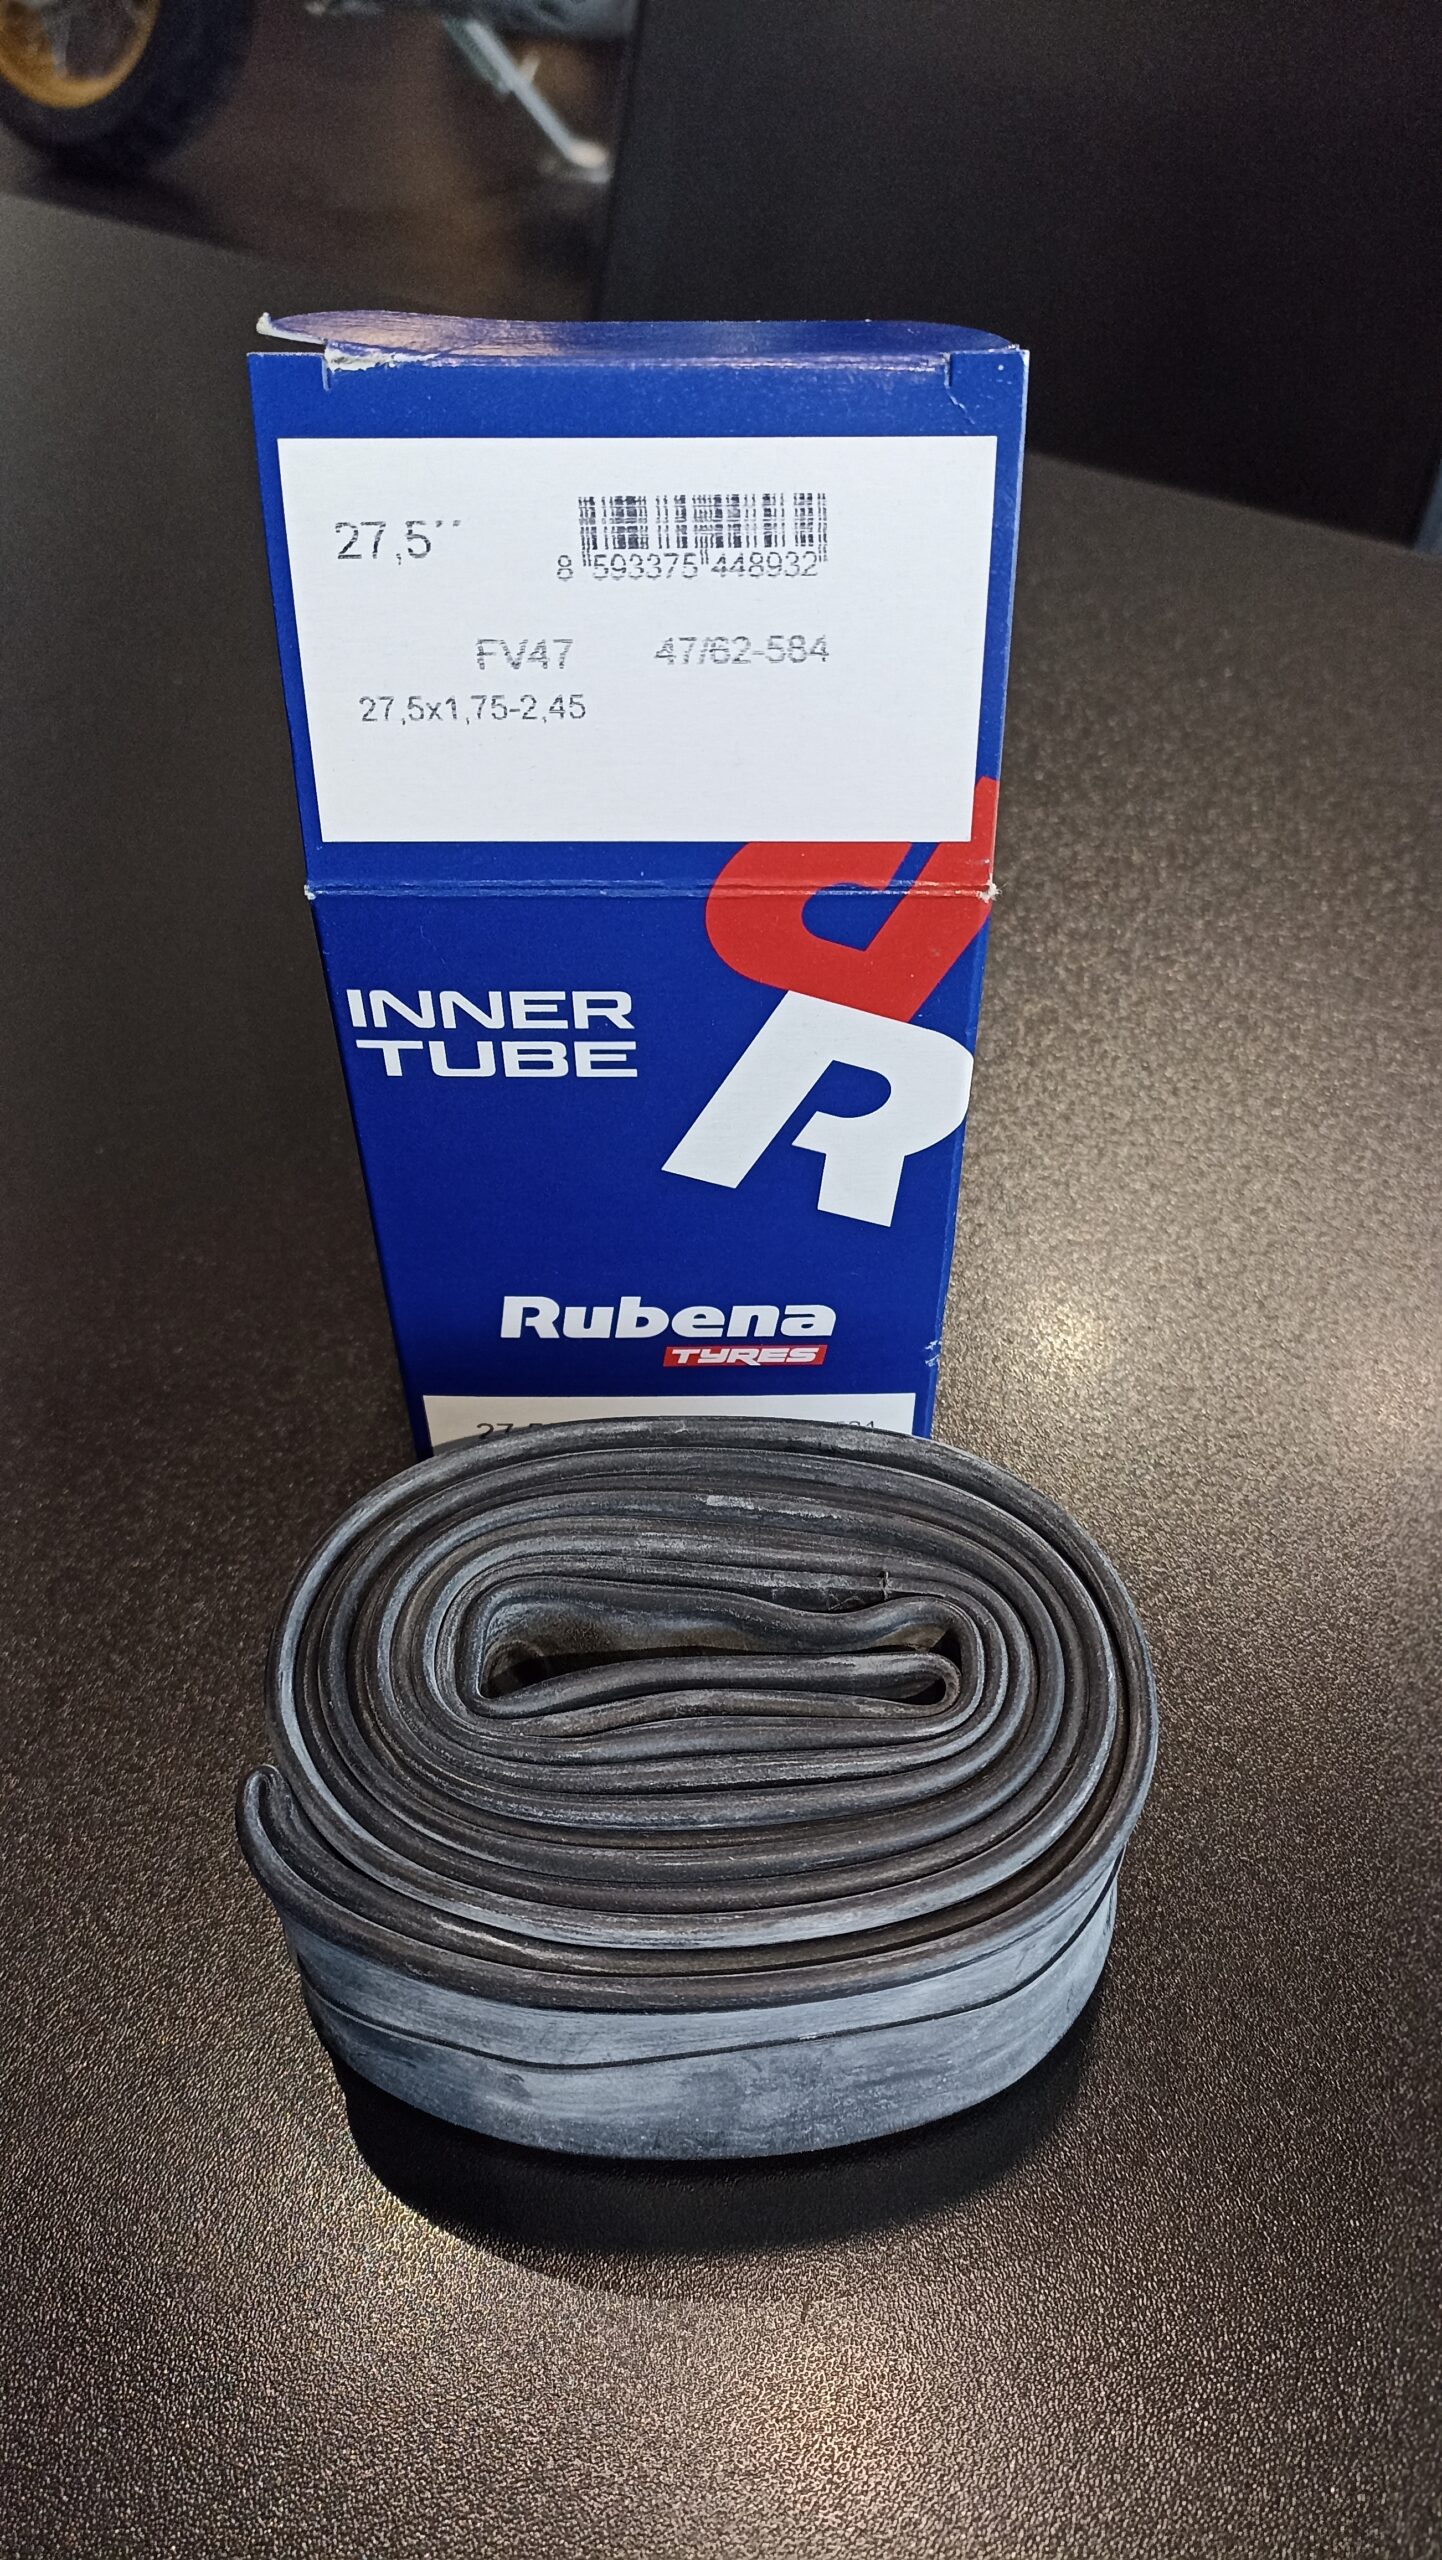 27,5''
8 593375 448932
FV47 47/62-584
27,5x1,75-2,45
INNER
TUBE
R
Rubena
TYRES